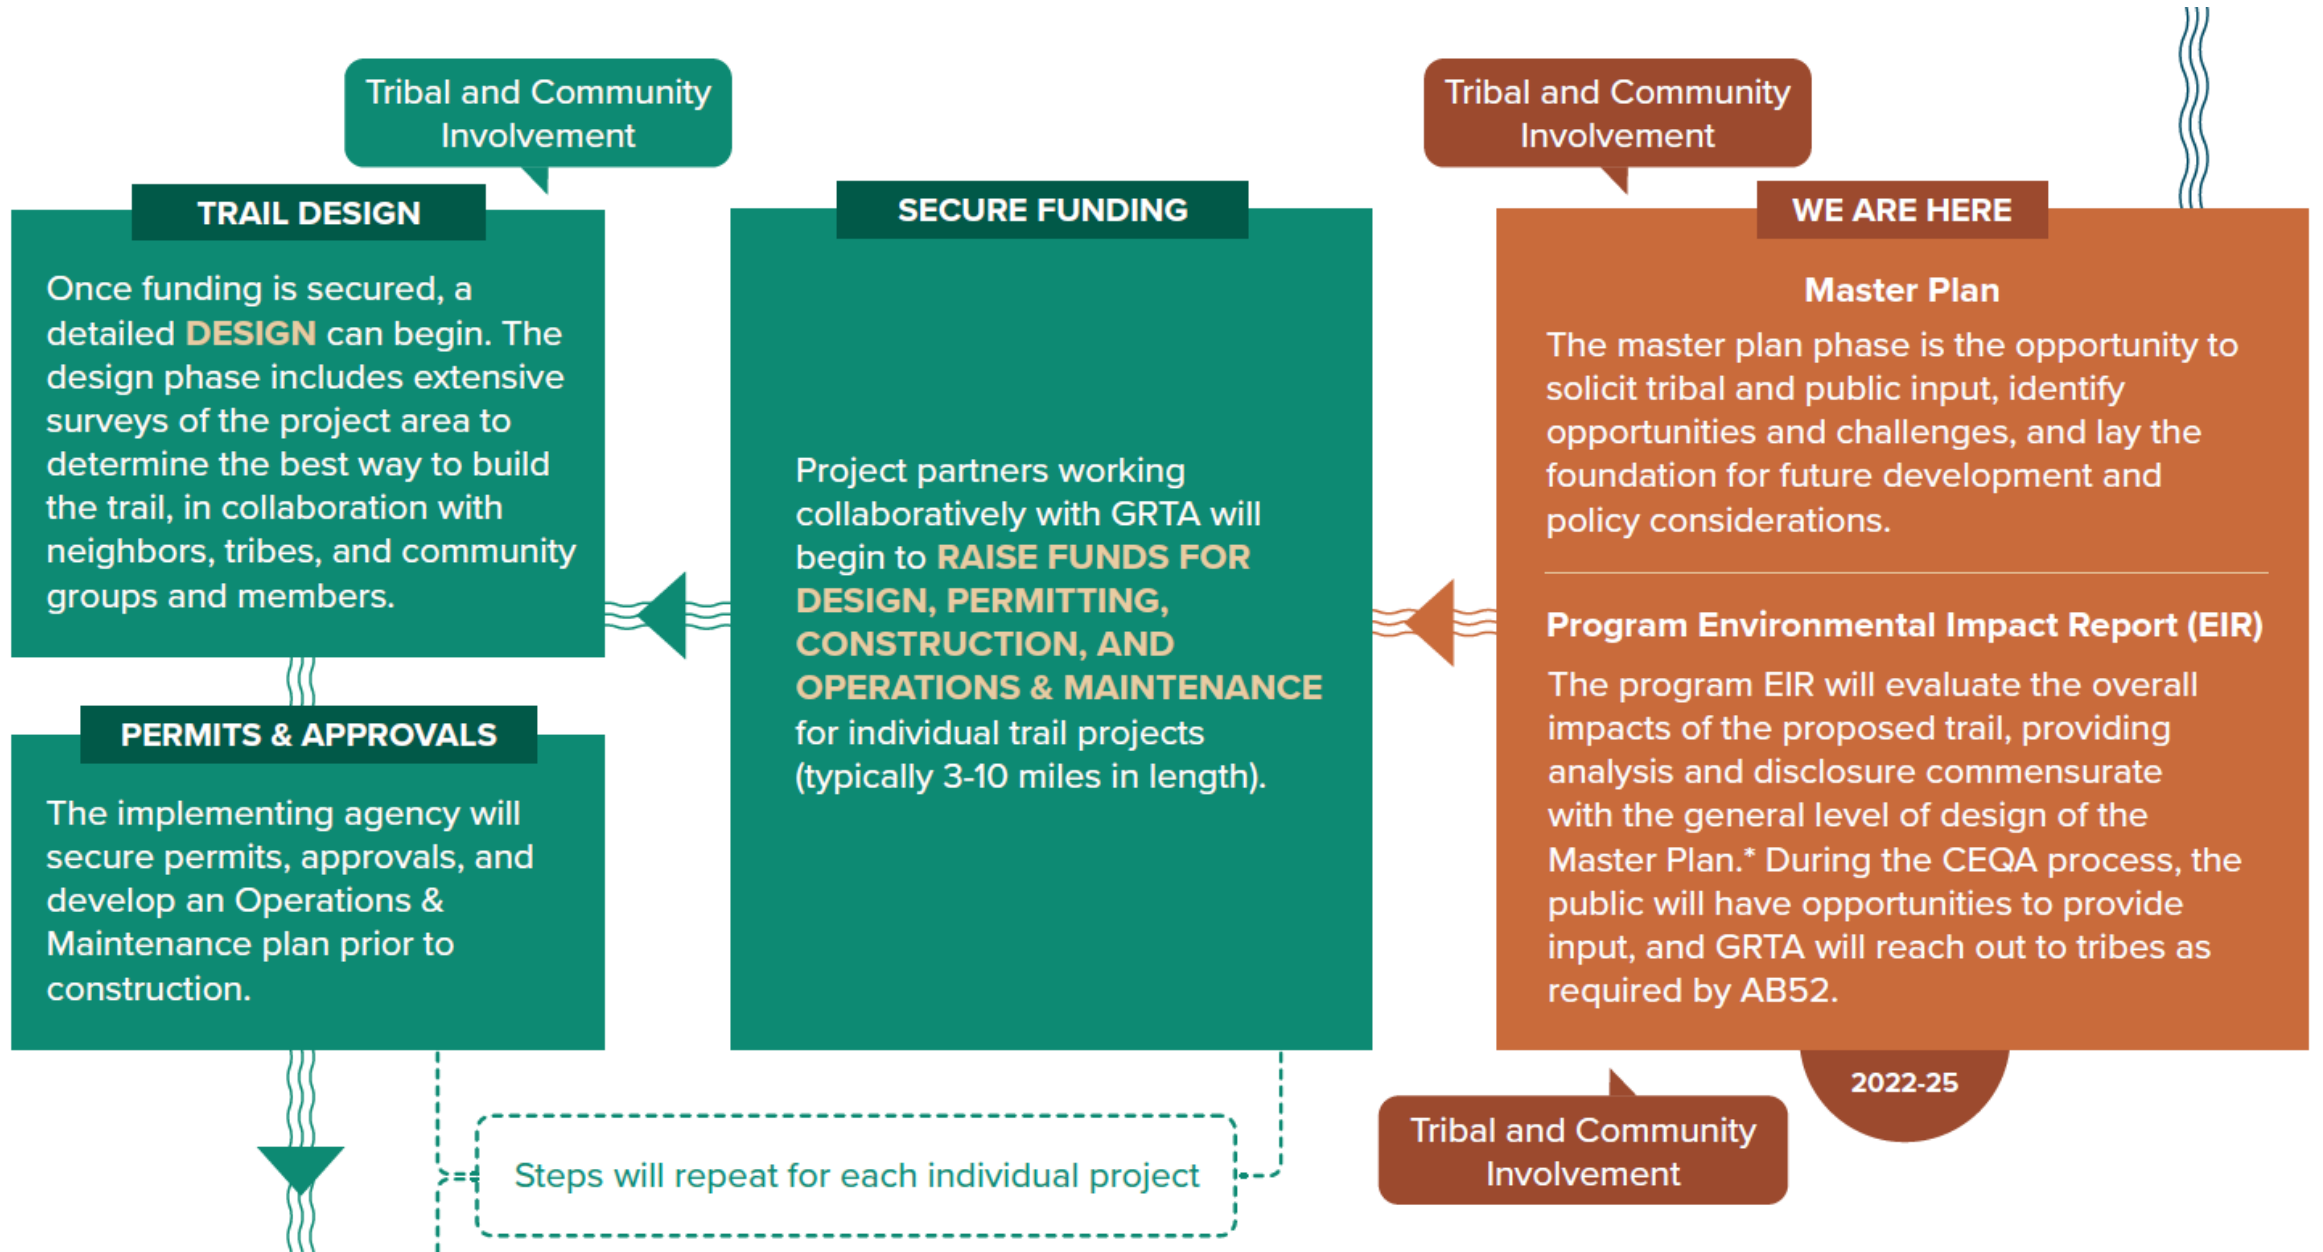 Tribal and Community
Involvement
TRAIL DESIGN
Once funding is secured, a
detailed DESIGN can begin. The
design phase includes extensive
surveys of the project area to
determine the best way to build
the trail, in collaboration with
neighbors, tribes, and community
groups and members.
PERMITS & APPROVALS
The implementing agency will
secure permits, approvals, and
develop an Operations &
Maintenance plan prior to
construction.
SECURE FUNDING
Project partners working
collaboratively with GRTA will
begin to RAISE FUNDS FOR
DESIGN, PERMITTING,
CONSTRUCTION, AND
OPERATIONS & MAINTENANCE
for individual trail projects
(typically 3-10 miles in length).
Steps will repeat for each individual project
Tribal and Community
Involvement
WE ARE HERE
Master Plan
The master plan phase is the opportunity to
solicit tribal and public input, identify
opportunities and challenges, and lay the
foundation for future development and
policy considerations.
Program Environmental Impact Report (EIR)
The program EIR will evaluate the overall
impacts of the proposed trail, providing
analysis and disclosure commensurate
with the general level of design of the
Master Plan.* During the CEQA process, the
public will have opportunities to provide
input, and GRTA will reach out to tribes as
required by AB52.
2022-25
Tribal and Community
Involvement